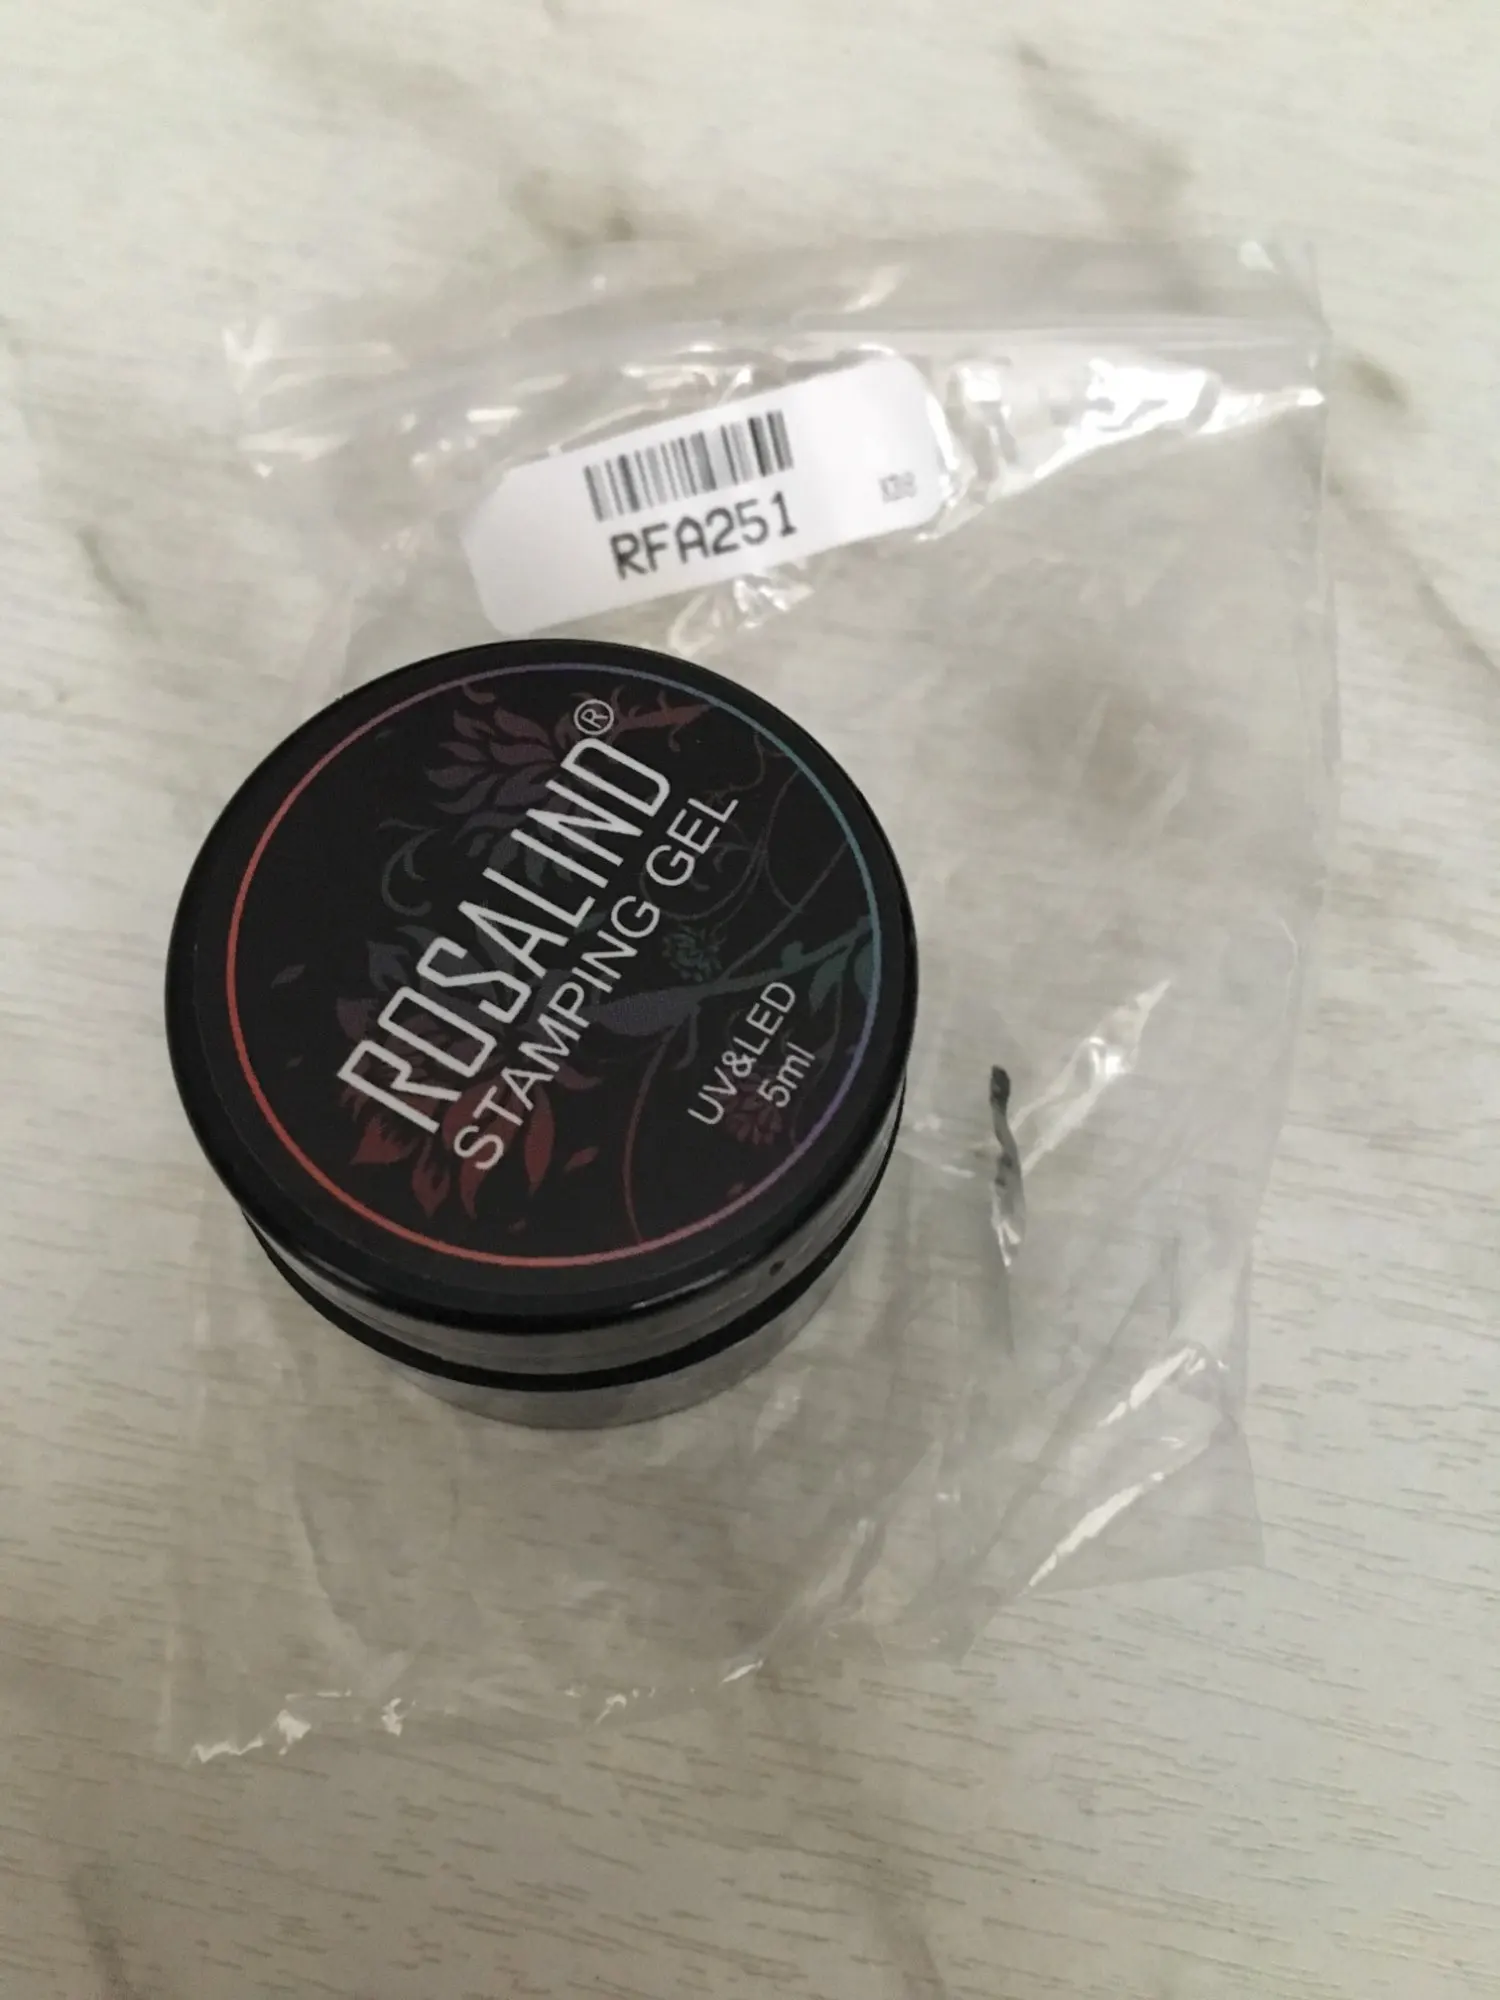 RFA251
ROSALIND®
STAMPING GEL
UV&LED
5ml